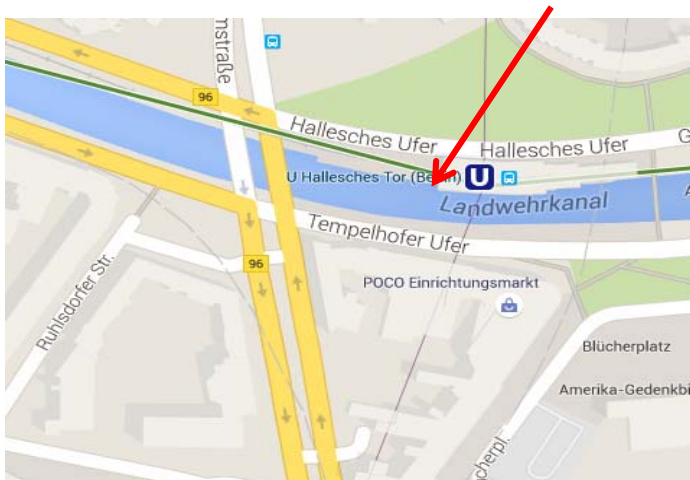 mstraße
96
Hallesches Ufer
Hallesches Ufer
G
U Hallesches Tor (Berlin)
U
Landwehrkanal
A
Tempelhofer Ufer
96
Ruhlsdorfer Str.
POCO Einrichtungsmarkt
Blücherplatz
Amerika-Gedenkbi
cherpl.